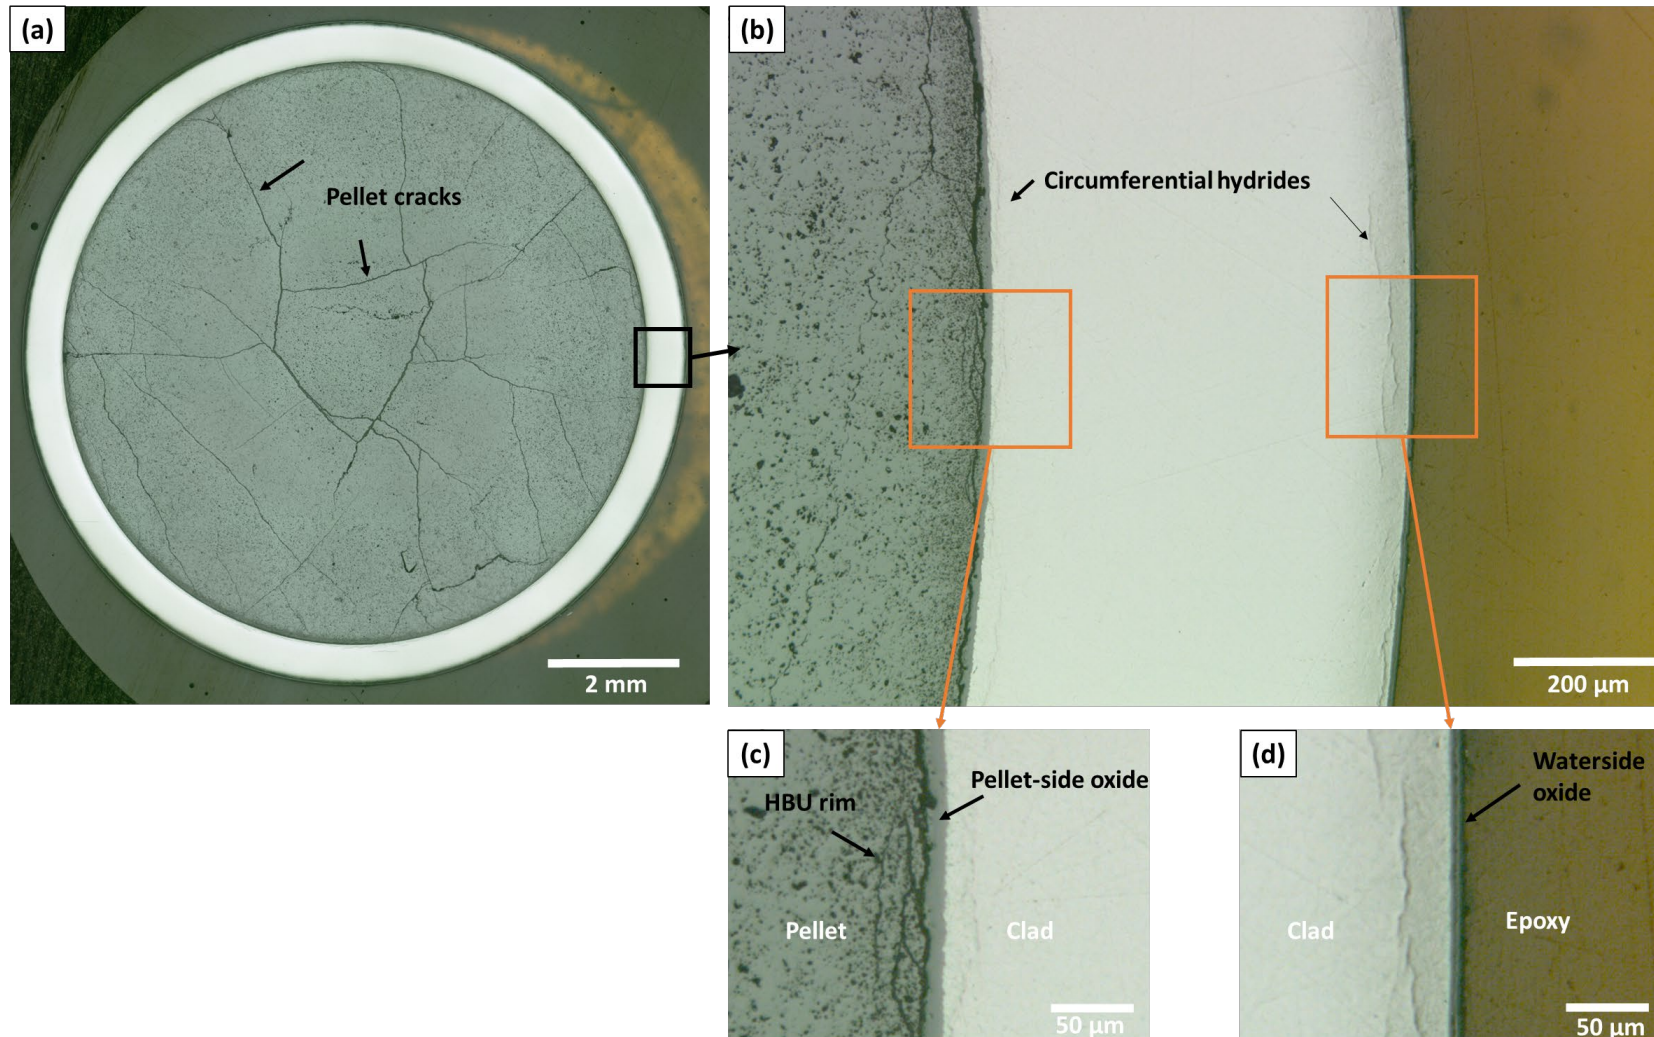 (a)
Pellet cracks
2 mm
(b)
Circumferential hydrides
200 µm
(c)
HBU rim
Pellet-side oxide
Pellet
Clad
50 µm
(d)
Waterside
oxide
Clad
Epoxy
50 µm